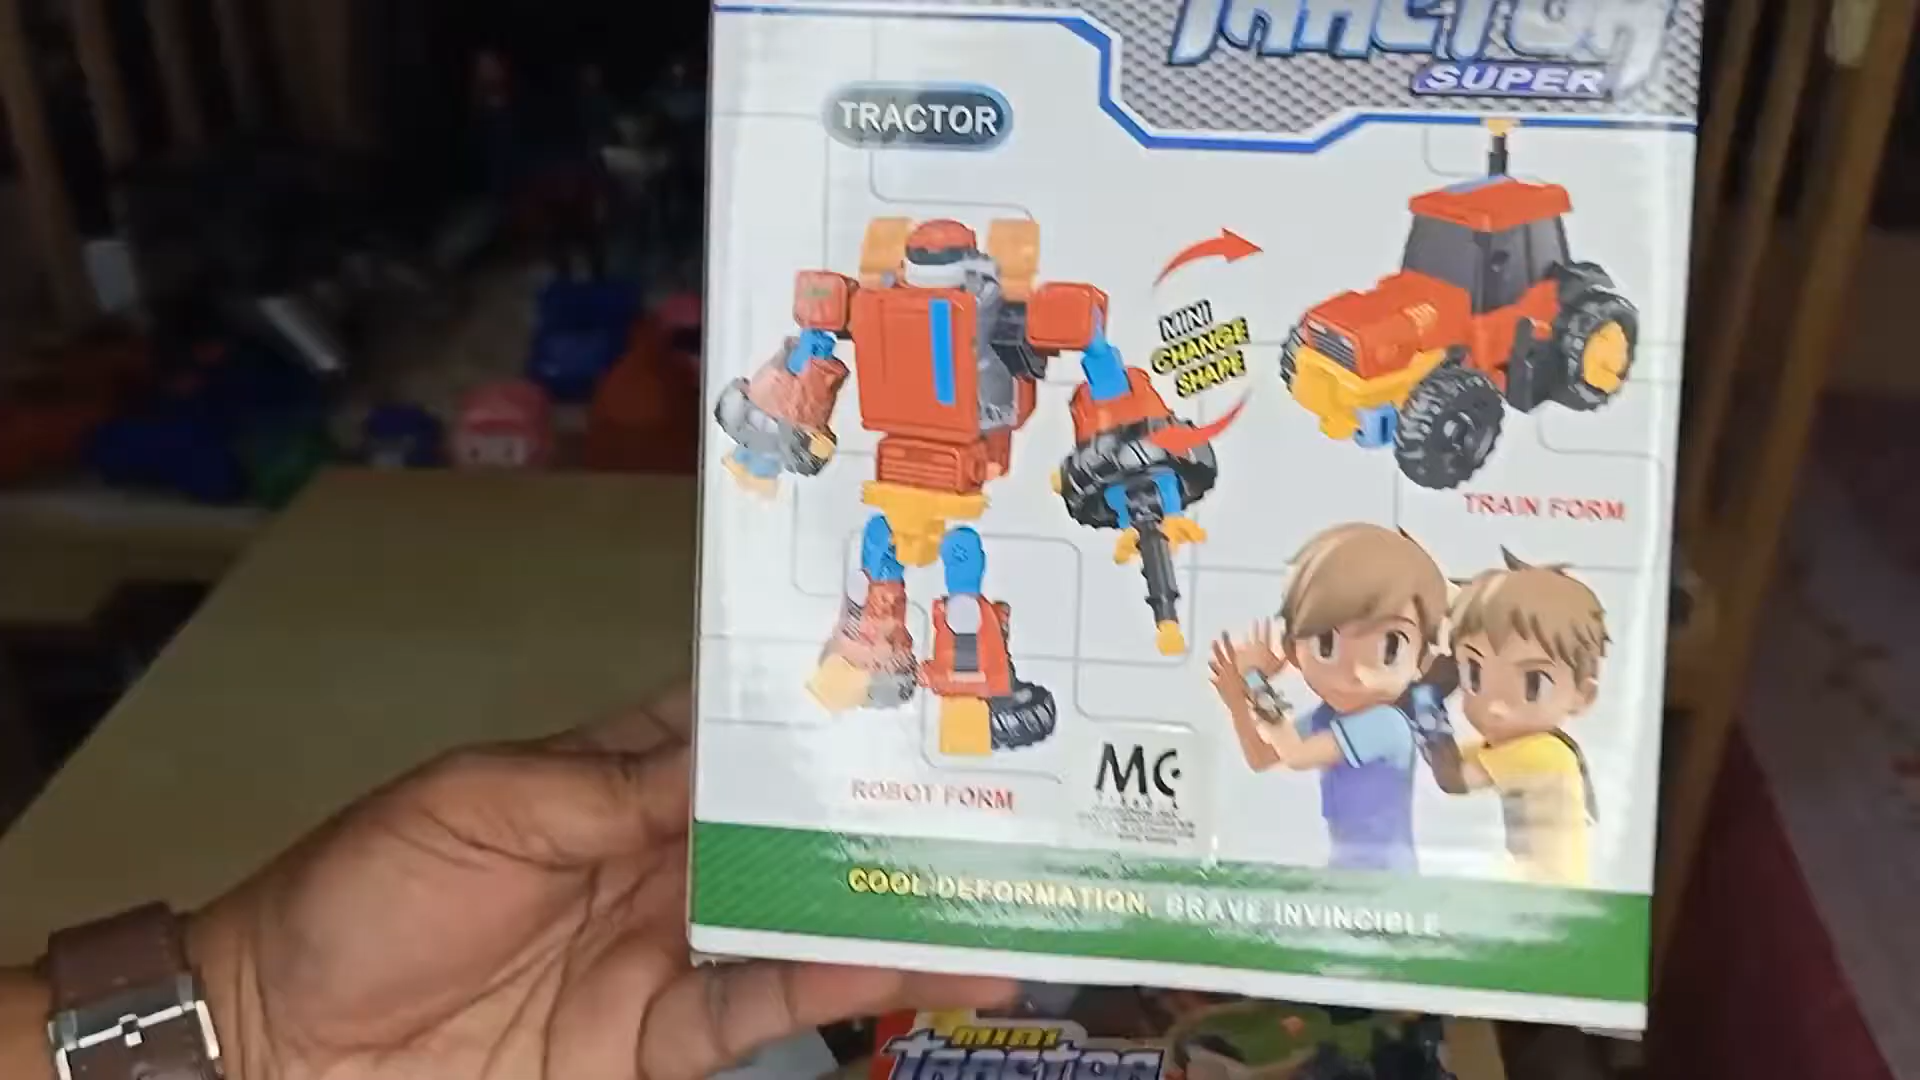 TRACTOR
SUPER
TRACTOR
MINI
CHANGE
SHAPE
TRAIN FORM
MC
ROBOT FORM
COOL DEFORMATION, BRAVE INVINCIBLE
MINI
TRACTOR